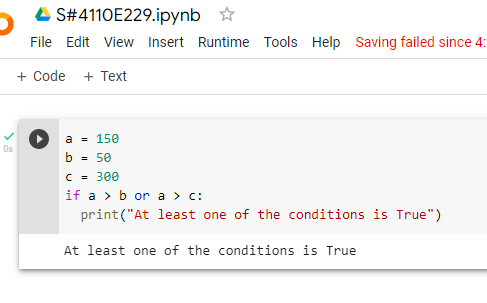 S#4110E229.ipynb
File Edit View Insert Runtime Tools Help Saving failed since 4:
+ Code + Text
0s
a = 150
b = 50
c = 300
if a > b or a > c:
  print("At least one of the conditions is True")
At least one of the conditions is True